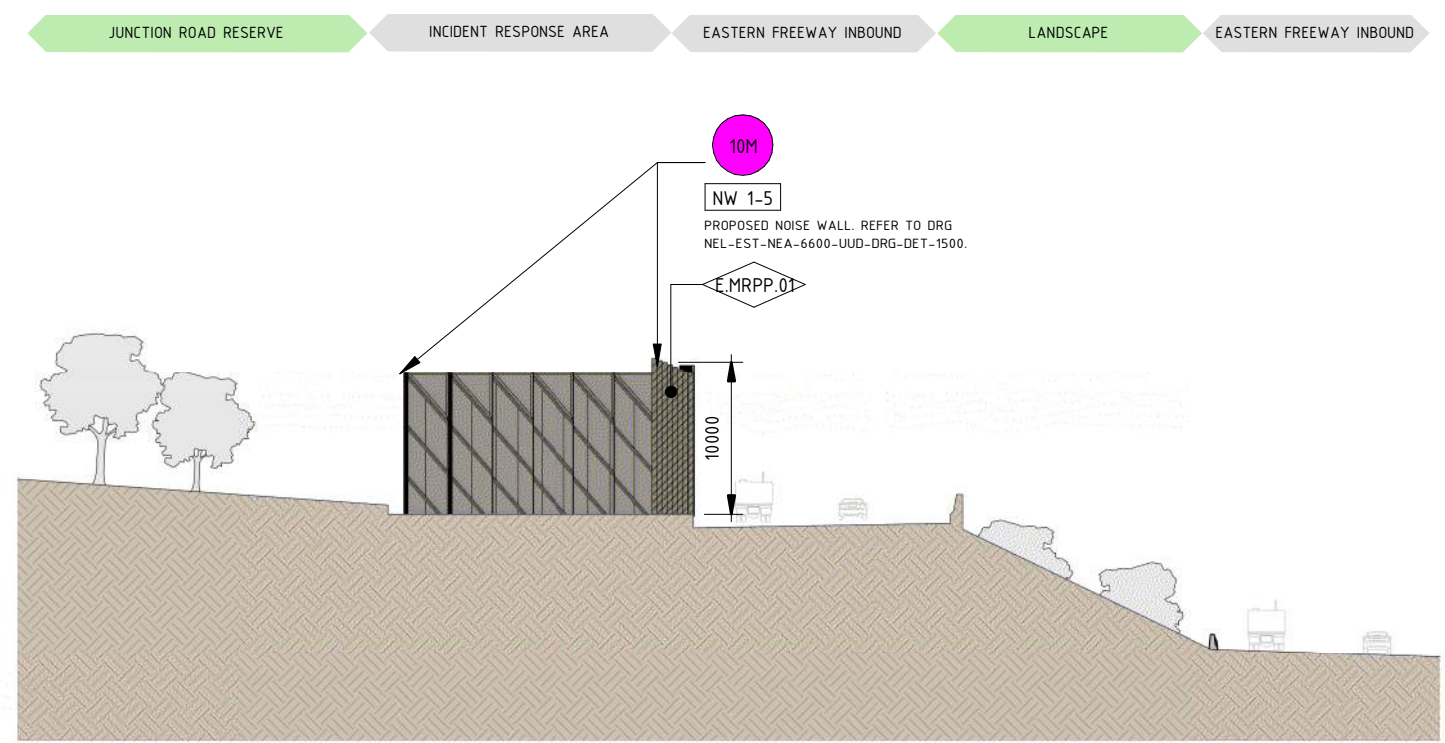 JUNCTION ROAD RESERVE
INCIDENT RESPONSE AREA
EASTERN FREEWAY INBOUND
LANDSCAPE
EASTERN FREEWAY INBOUND
10M
NW 1-5
PROPOSED NOISE WALL. REFER TO DRG
NEL-EST-NEA-6600-UUD-DRG-DET-1500.
E.MRPP.01
10000